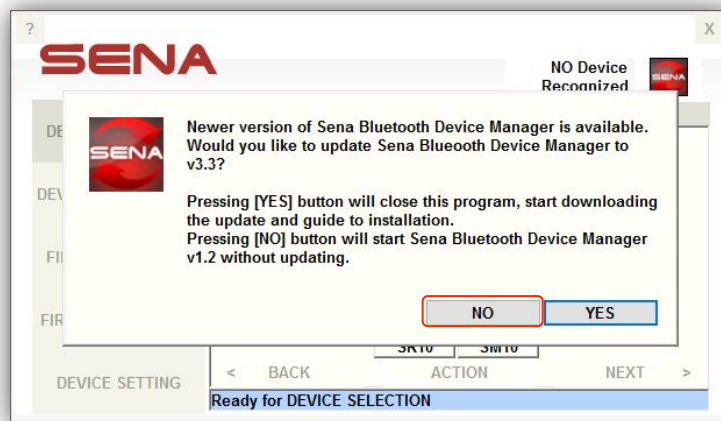 ?
X
SENA
NO Device
Recognized
SENA
SENA
Newer version of Sena Bluetooth Device Manager is available.
Would you like to update Sena Blueooth Device Manager to
v3.3?
Pressing [YES] button will close this program, start downloading
the update and guide to installation.
Pressing [NO] button will start Sena Bluetooth Device Manager
v1.2 without updating.
NO YES
SR10 SM10
DEVICE SETTING
< BACK ACTION NEXT >
Ready for DEVICE SELECTION